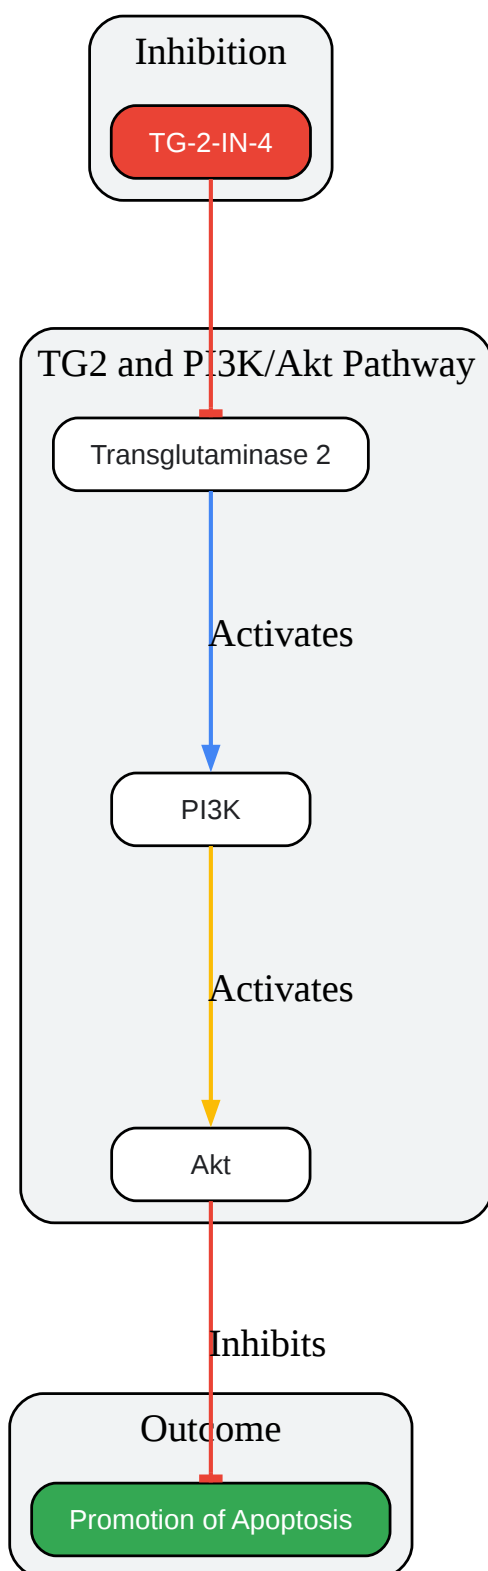 Inhibition
TG-2-IN-4
TG2 and PI3K/Akt Pathway
Transglutaminase 2
Activates
PI3K
Activates
Akt
Inhibits
Outcome
Promotion of Apoptosis